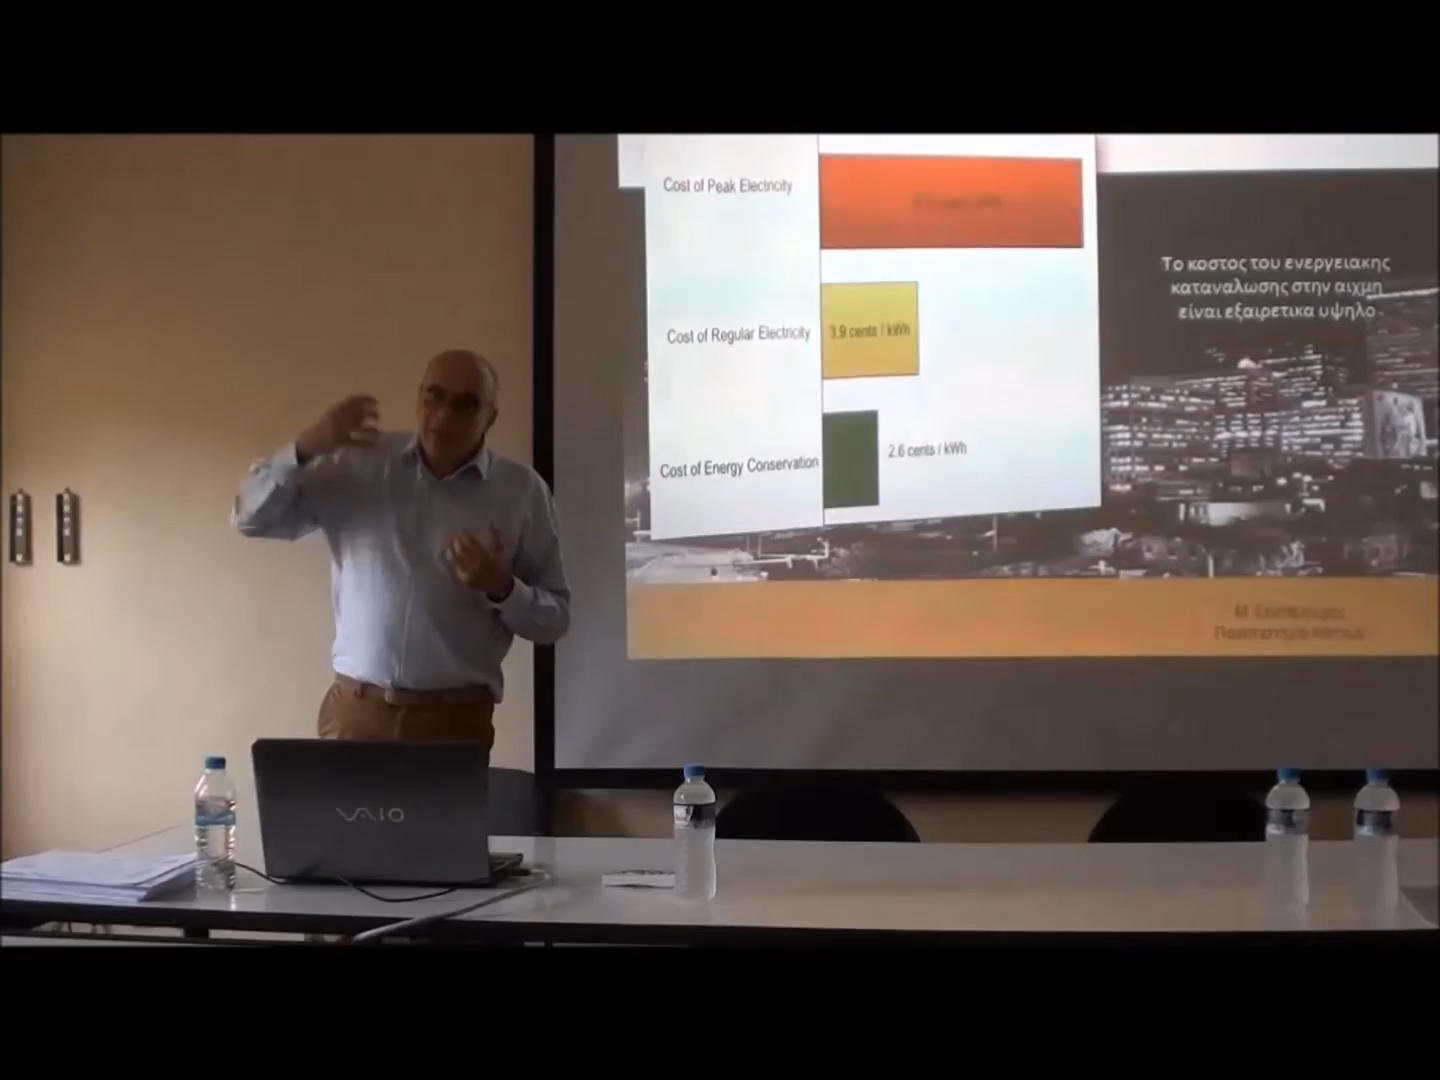 Cost of Peak Electricity
Cost of Regular Electricity
3.9 cents / kWh
Cost of Energy Conservation
2.6 cents / kWh
Το κοστος του ενεργειακης
καταναλωσης στην αιχμη
είναι εξαιρετικα υψηλο
VAIO